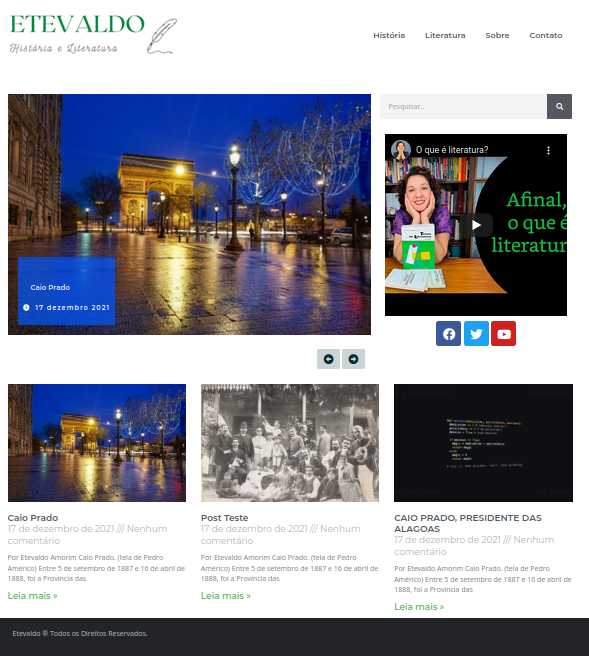 ETEVALDO
História e Literatura
História Literatura Sobre Contato
Pesquisar...
O que é literatura?
Afinal,
o que é
literatur
Caio Prado
17 dezembro 2021
Caio Prado
17 de dezembro de 2021 /// Nenhum
comentário
Por Etevaldo Amorim Caio Prado. (tela de Pedro
Américo) Entre 5 de setembro de 1887 e 16 de abril de
1888, foi a Província das
Leia mais »
Post Teste
17 de dezembro de 2021 /// Nenhum
comentário
Por Etevaldo Amorim Caio Prado. (tela de Pedro
Américo) Entre 5 de setembro de 1887 e 16 de abril de
1888, foi a Província das
Leia mais »
CAIO PRADO, PRESIDENTE DAS
ALAGOAS
17 de dezembro de 2021 /// Nenhum
comentário
Por Etevaldo Amorim Caio Prado. (tela de Pedro
Américo) Entre 5 de setembro de 1887 e 16 de abril de
1888, foi a Província das
Leia mais »
Etevaldo ® Todos os Direitos Reservados.